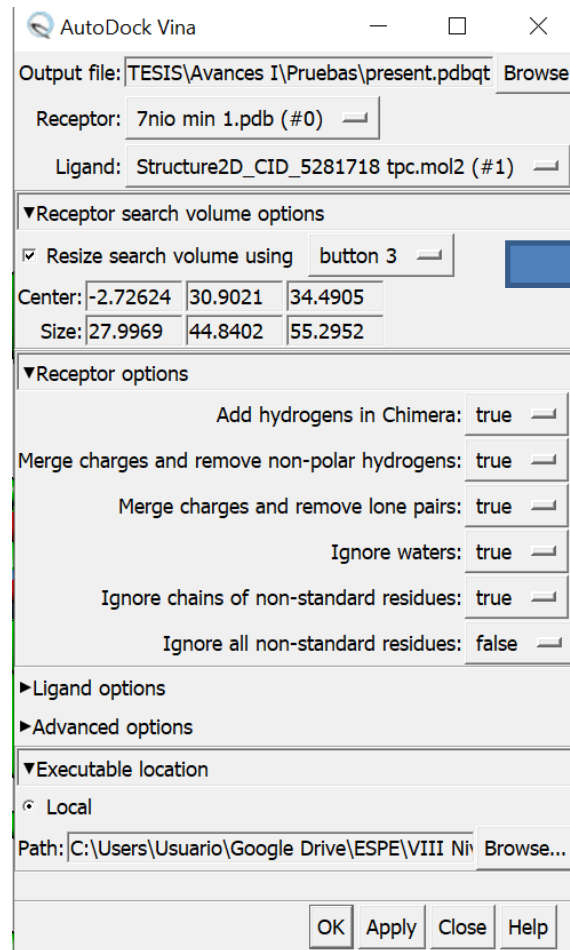 AutoDock Vina
Output file: TESIS\Avances I\Pruebas\present.pdbqt Browse
Receptor: 7nio min 1.pdb (#0)
Ligand: Structure2D_CID_5281718 tpc.mol2 (#1)
▼Receptor search volume options
Resize search volume using button 3
Center: -2.72624 30.9021 34.4905
Size: 27.9969 44.8402 55.2952
▼Receptor options
Add hydrogens in Chimera: true
Merge charges and remove non-polar hydrogens: true
Merge charges and remove lone pairs: true
Ignore waters: true
Ignore chains of non-standard residues: true
Ignore all non-standard residues: false
►Ligand options
►Advanced options
▼Executable location
Local
Path: C:\Users\Usuario\Google Drive\ESPE\VIII Niv Browse...
OK Apply Close Help